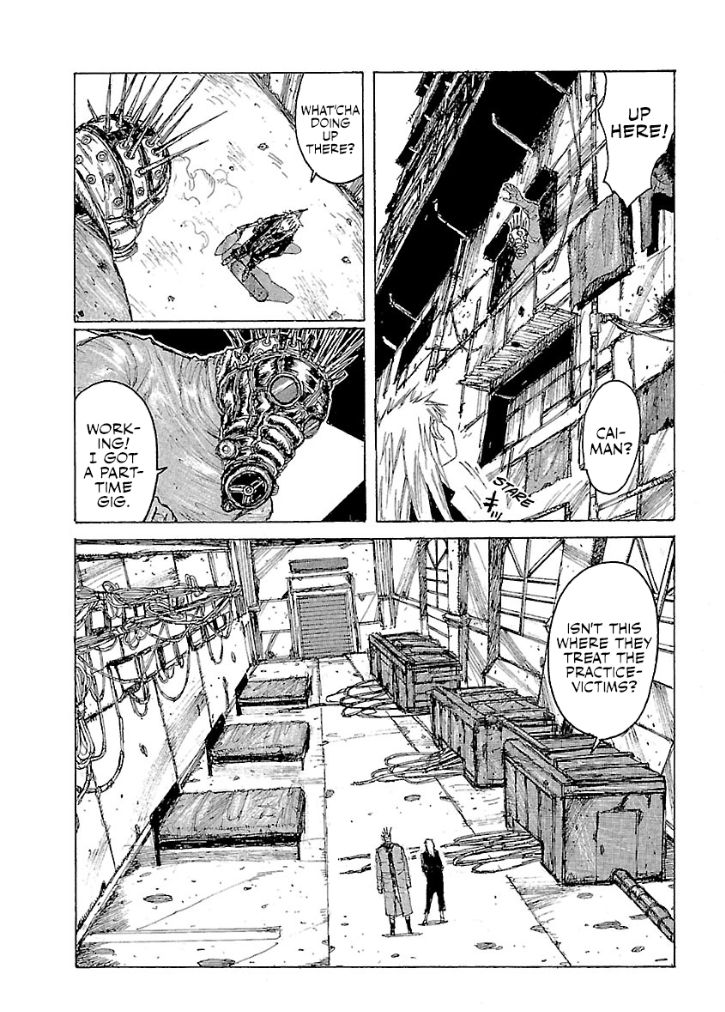 UP
HERE!
CAI-
MAN?
STARE
WHAT'CHA
DOING
UP
THERE?
WORK-
ING!
I GOT
A PART-
TIME
GIG.
ISN'T THIS
WHERE THEY
TREAT THE
PRACTICE-
VICTIMS?